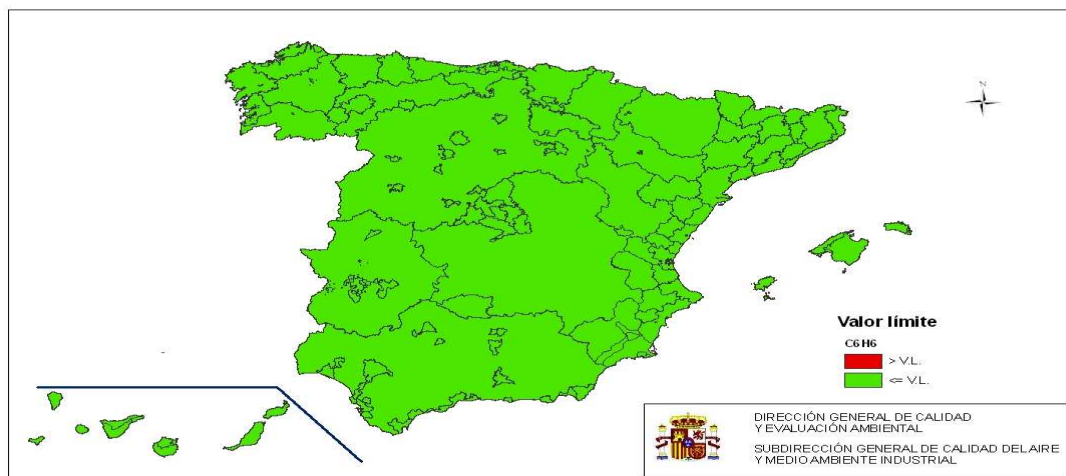 N
Valor límite
C6 H6
> V.L.
<= V.L.
DIRECCIÓN GENERAL DE CALIDAD
Y EVALUACIÓN AMBIENTAL
SUBDIRECCIÓN GENERAL DE CALIDAD DEL AIRE
Y MEDIO AMBIENTE INDUSTRIAL